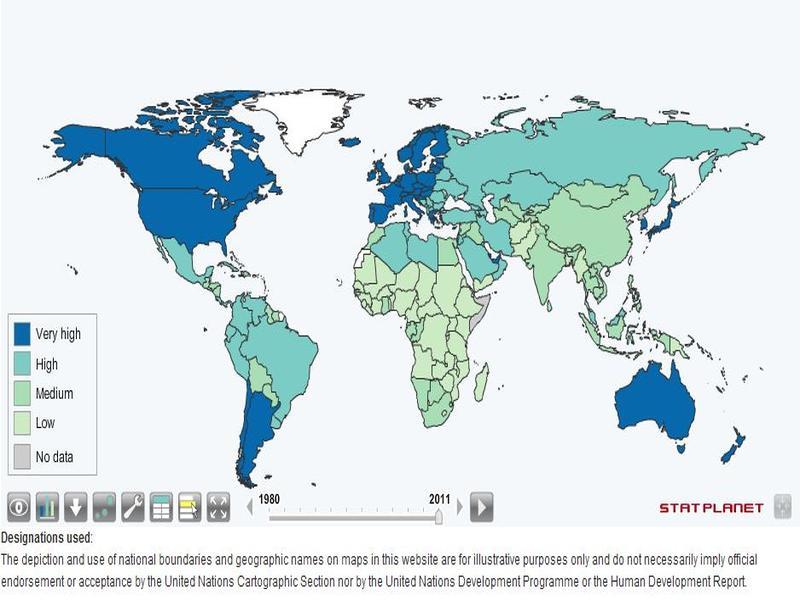 Very high
High
Medium
Low
No data
1980
2011
STATPLANET
Designations used:
The depiction and use of national boundaries and geographic names on maps in this website are for illustrative purposes only and do not necessarily imply official
endorsement or acceptance by the United Nations Cartographic Section nor by the United Nations Development Programme or the Human Development Report.